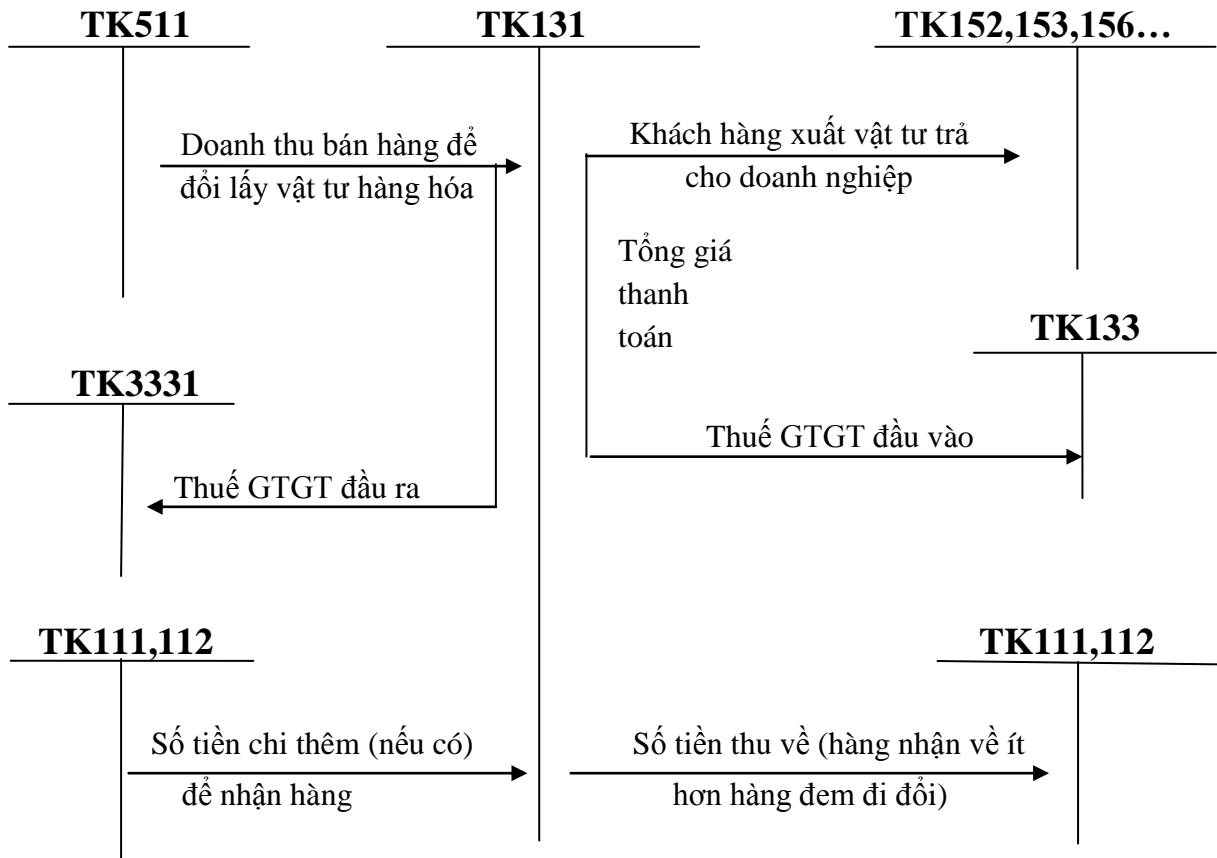 TK511
TK131
TK152,153,156…
Doanh thu bán hàng để
đổi lấy vật tư hàng hóa
Khách hàng xuất vật tư trả
cho doanh nghiệp
Tổng giá
thanh
toán
TK133
TK3331
Thuế GTGT đầu vào
Thuế GTGT đầu ra
TK111,112
TK111,112
Số tiền chi thêm (nếu có)
để nhận hàng
Số tiền thu về (hàng nhận về ít
hơn hàng đem đi đổi)